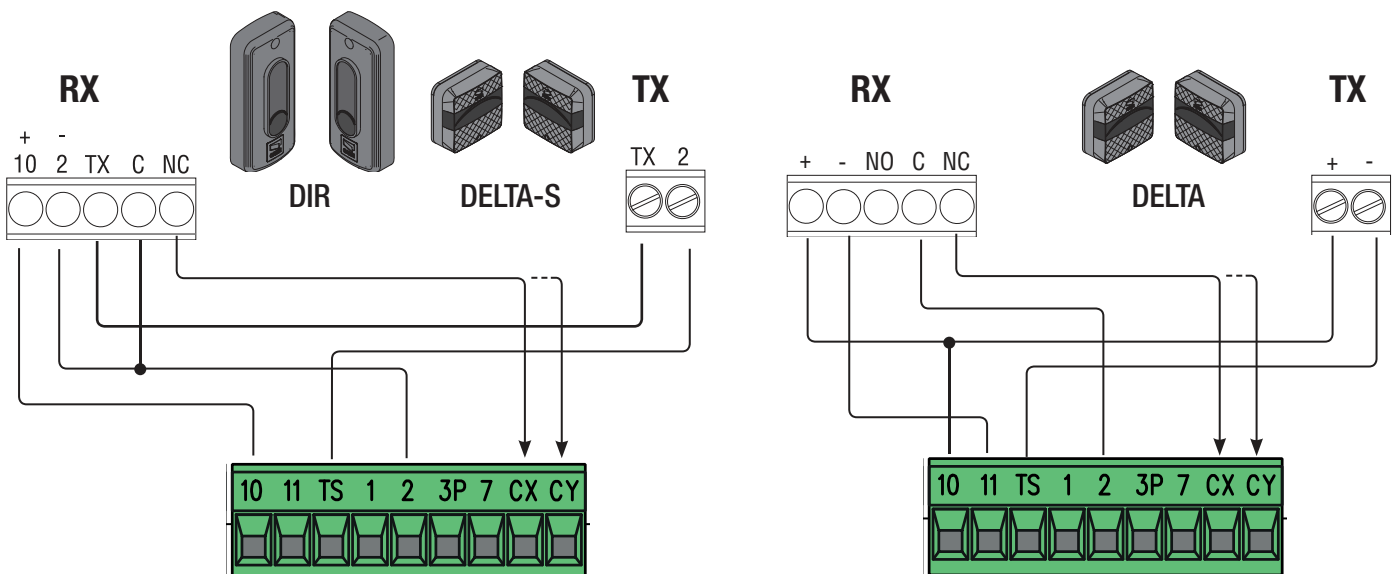 RX
TX
+ -
10 2 TX C NC
TX 2
DIR
DELTA-S
10 11 TS 1 2 3P 7 CX CY
RX
TX
+ - NO C NC
+ -
DELTA
10 11 TS 1 2 3P 7 CX CY